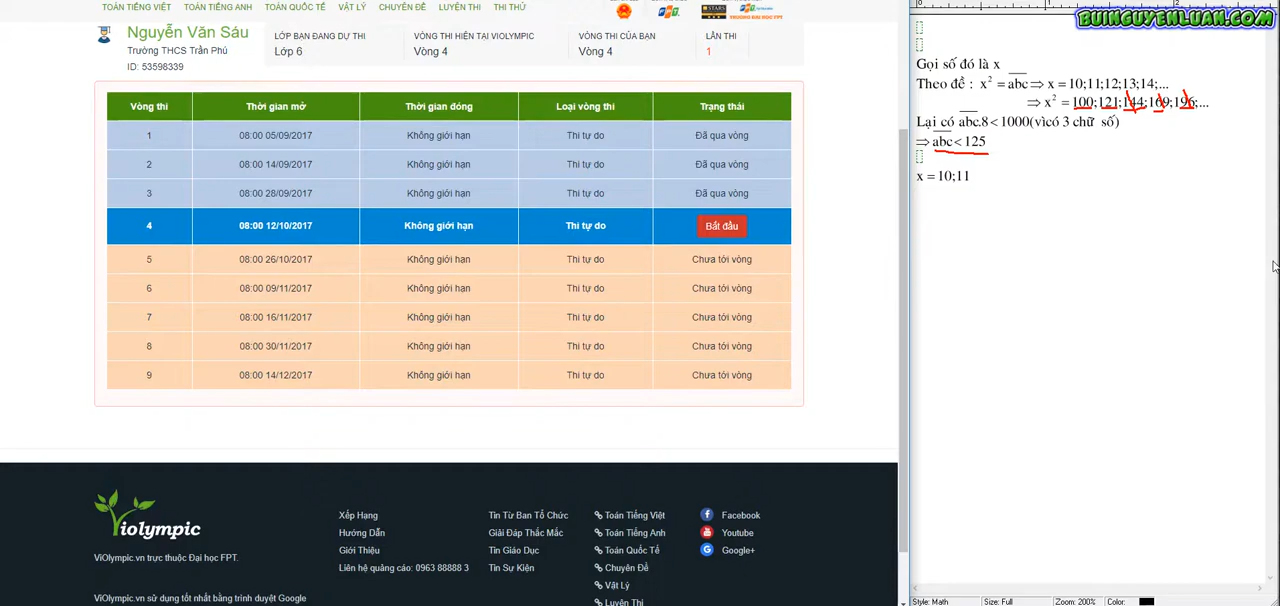 TOÁN TIẾNG VIỆT TOÁN TIẾNG ANH TOÁN QUỐC TẾ VẬT LÝ CHUYÊN ĐỀ LUYỆN THI THI THỬ
Nguyễn Văn Sáu
Trường THCS Trần Phú
ID: 53598339
LỚP BẠN ĐANG DỰ THI
Lớp 6
VÒNG THI HIỆN TẠI VIOLYMPIC
Vòng 4
VÒNG THI CỦA BẠN
Vòng 4
LẦN THI
1
Vòng thi Thời gian mở Thời gian đóng Loại vòng thi Trạng thái
1 08:00 05/09/2017 Không giới hạn Thi tự do Đã qua vòng
2 08:00 14/09/2017 Không giới hạn Thi tự do Đã qua vòng
3 08:00 28/09/2017 Không giới hạn Thi tự do Đã qua vòng
4 08:00 12/10/2017 Không giới hạn Thi tự do Bắt đầu
5 08:00 26/10/2017 Không giới hạn Thi tự do Chưa tới vòng
6 08:00 09/11/2017 Không giới hạn Thi tự do Chưa tới vòng
7 08:00 16/11/2017 Không giới hạn Thi tự do Chưa tới vòng
8 08:00 30/11/2017 Không giới hạn Thi tự do Chưa tới vòng
9 08:00 14/12/2017 Không giới hạn Thi tự do Chưa tới vòng
Violympic
ViOlympic.vn trực thuộc Đại học FPT.
ViOlympic.vn sử dụng tốt nhất bằng trình duyệt Google
Xếp Hạng
Hướng Dẫn
Giới Thiệu
Liên hệ quảng cáo: 0963 88888 3
Tin Từ Ban Tổ Chức
Giải Đáp Thắc Mắc
Tin Giáo Dục
Tin Sự Kiện
Toán Tiếng Việt
Toán Tiếng Anh
Toán Quốc Tế
Chuyên Đề
Vật Lý
Luyện Thi
Facebook
Youtube
Google+
BUINGUYENLUAN.COM
Gọi số đó là x
Theo đề : x² = abc ⇒ x = 10;11;12;13;14;...
⇒ x² = 100;121;144;169;196;...
Lại có abc.8 < 1000(vìcó 3 chữ số)
⇒ abc < 125
x = 10;11
Style: Math Size: Full Zoom: 200% Color: